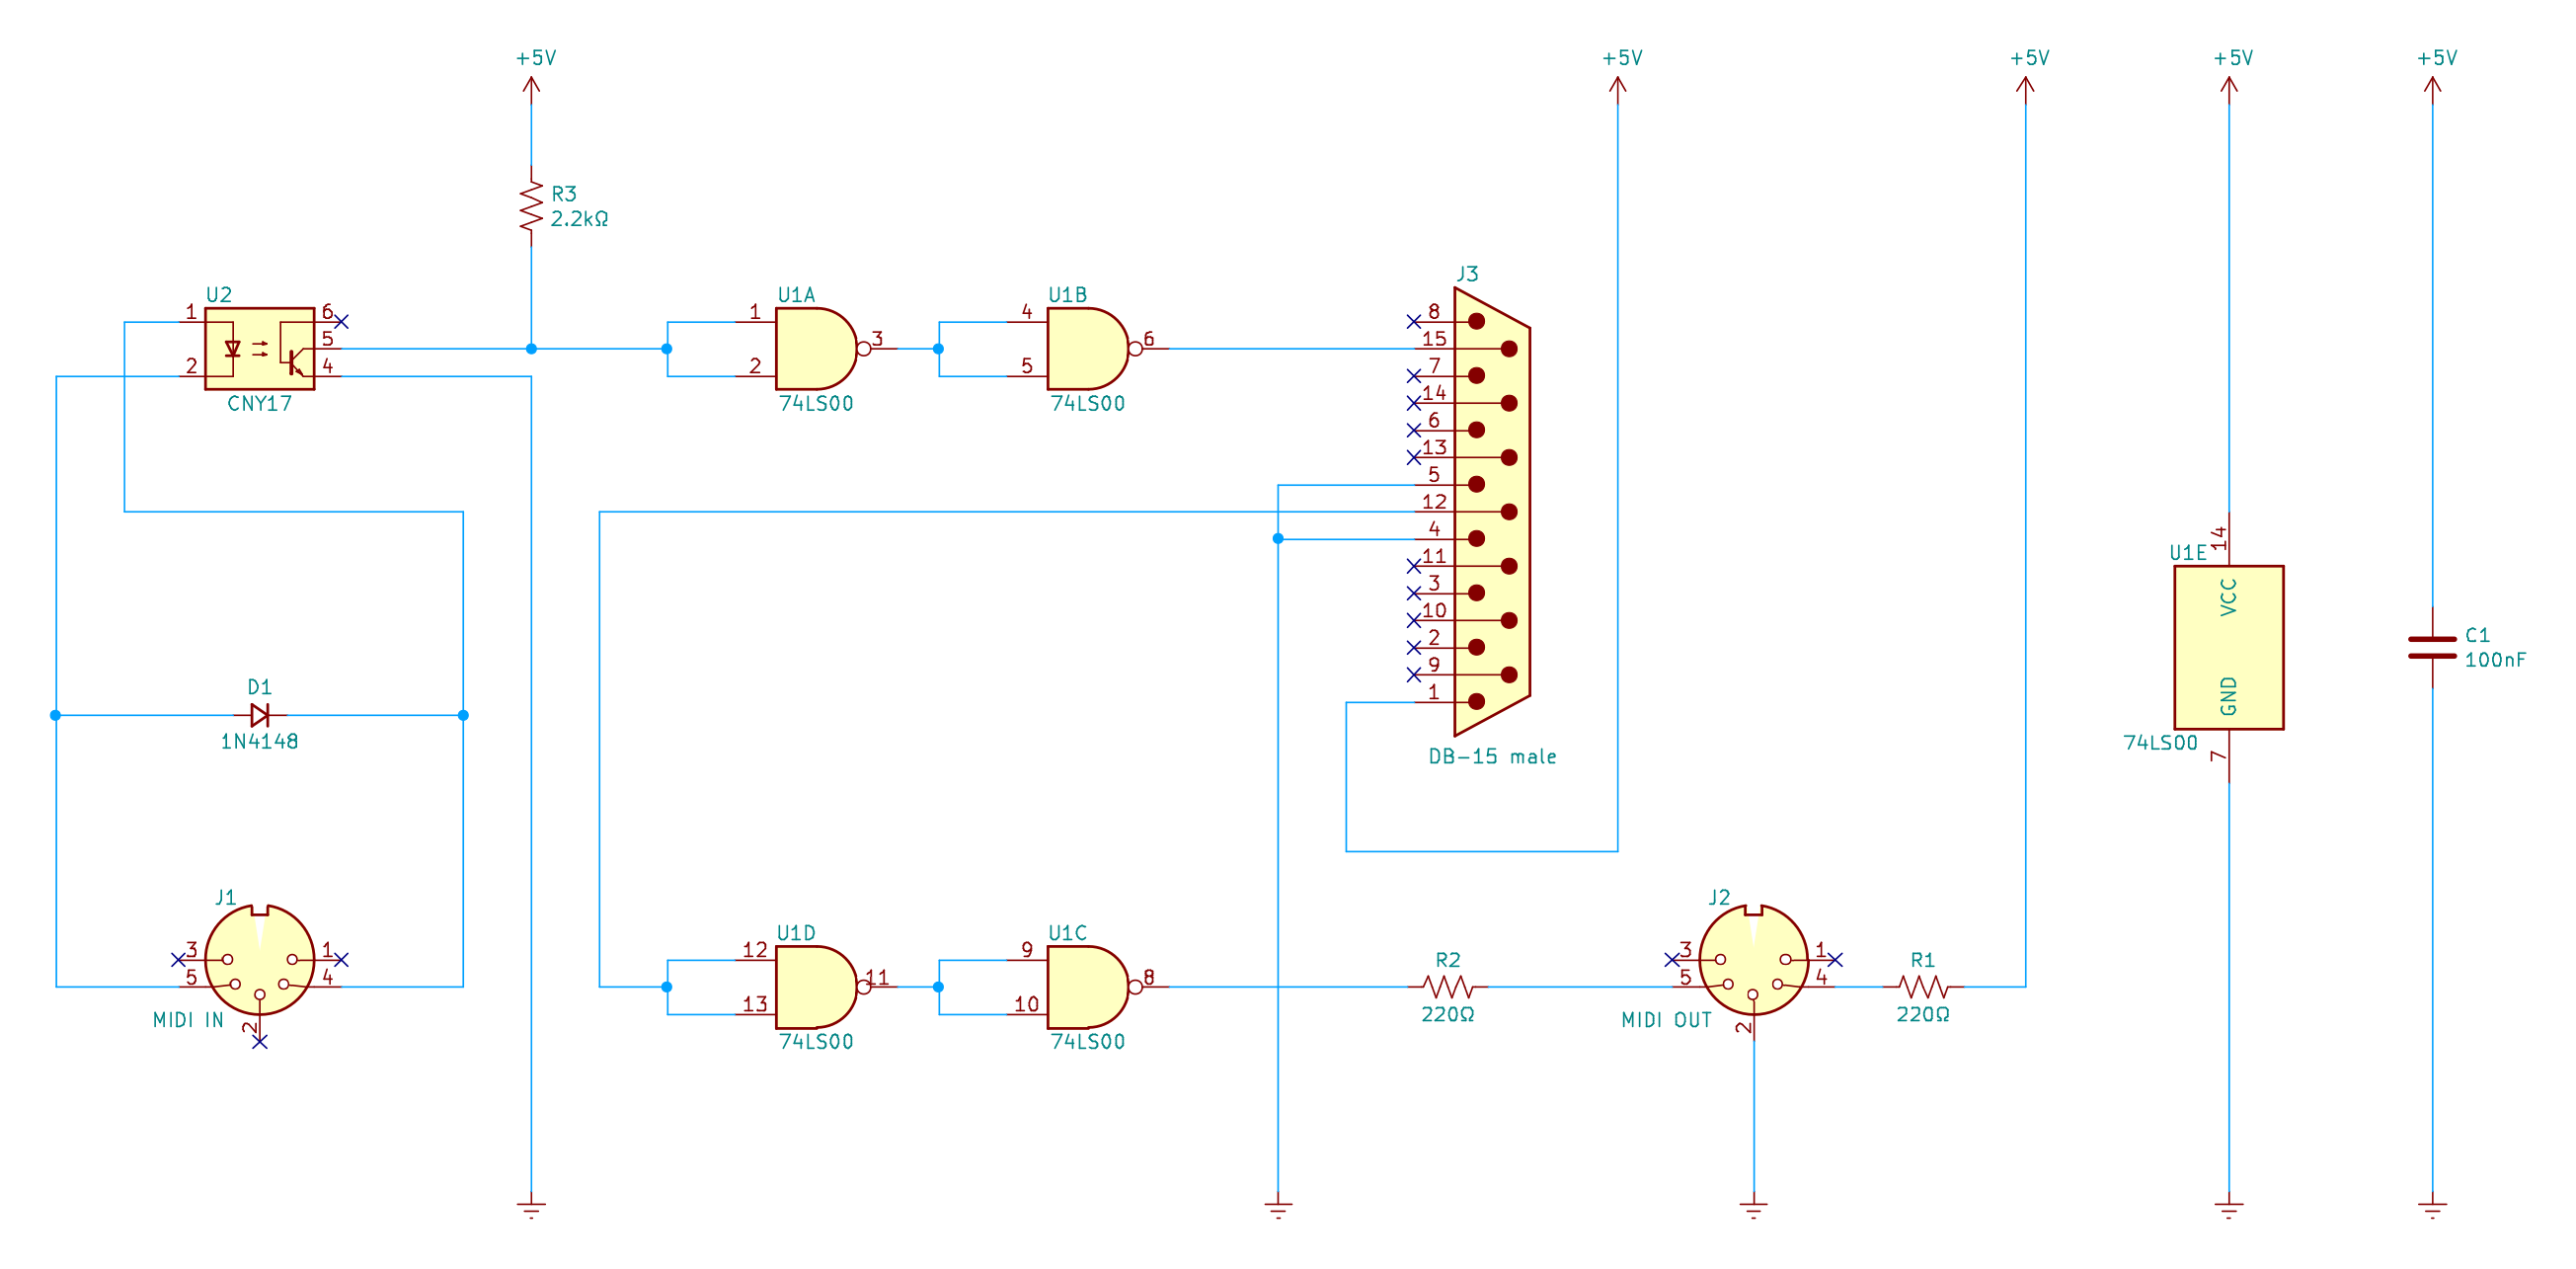 +5V
+5V
+5V
+5V
+5V
R3
2.2kΩ
U2
1
2
6
5
4
CNY17
U1A
1
2
3
74LS00
U1B
4
5
6
74LS00
J3
8
15
7
14
6
13
5
12
4
11
3
10
2
9
1
DB-15 male
D1
1N4148
J1
3
5
1
4
2
MIDI IN
U1D
12
13
11
74LS00
U1C
9
10
8
74LS00
R2
220Ω
J2
3
5
1
4
2
MIDI OUT
R1
220Ω
14
U1E
VCC
GND
74LS00
7
C1
100nF